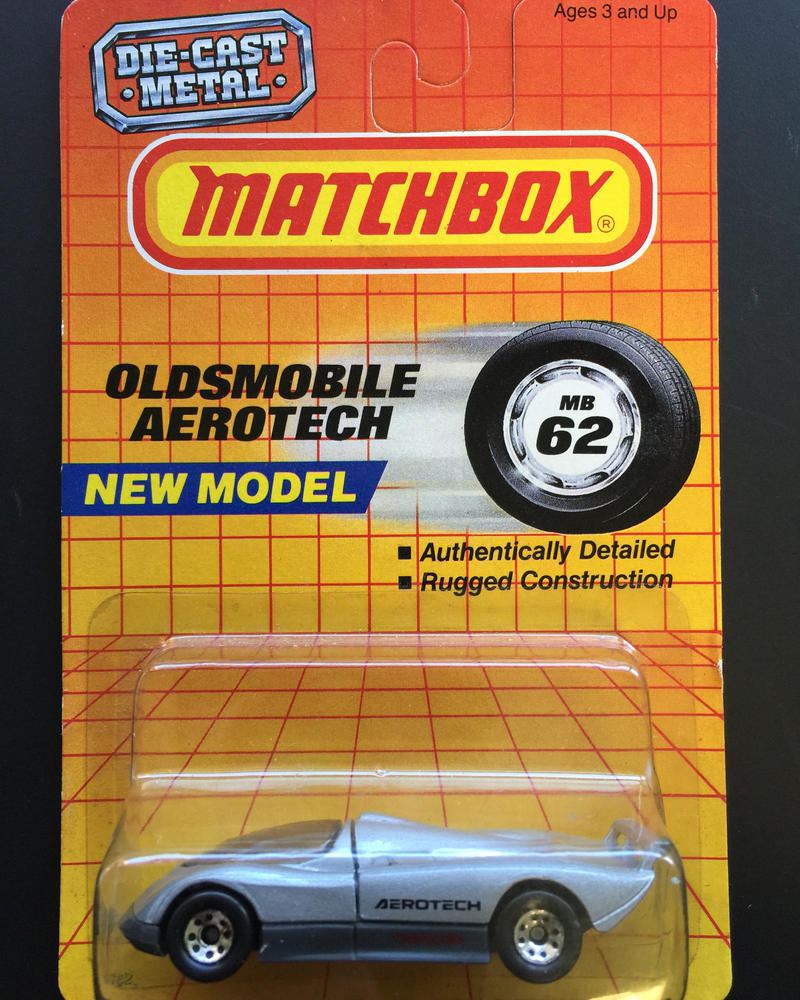 Ages 3 and Up
DIE-CAST
METAL
MATCHBOX®
OLDSMOBILE
AEROTECH
MB
62
NEW MODEL
■ Authentically Detailed
■ Rugged Construction
AEROTECH